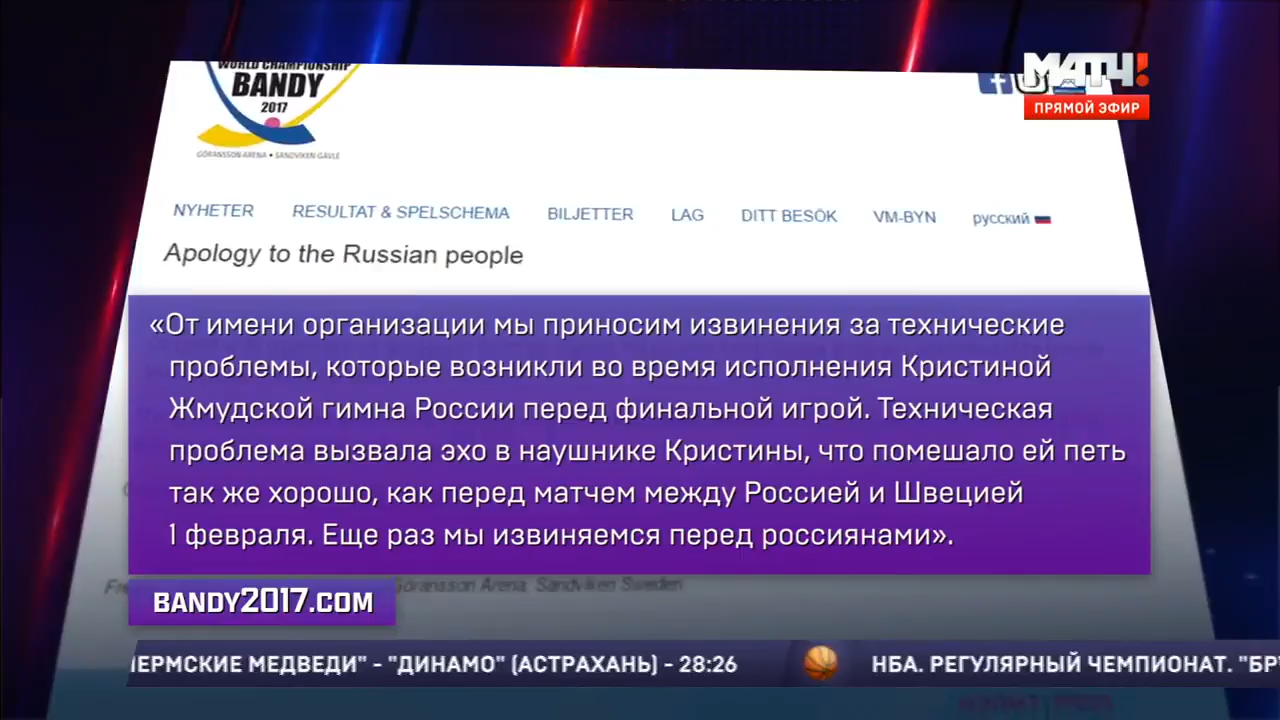 WORLD CHAMPIONSHIP
BANDY
2017
GÖRANSSON ARENA • SANDVIKEN GÄVLE
МАТЧ!
ПРЯМОЙ ЭФИР
NYHETER RESULTAT & SPELSCHEMA BILJETTER LAG DITT BESÖK VM-BYN русский
Apology to the Russian people
«От имени организации мы приносим извинения за технические
проблемы, которые возникли во время исполнения Кристиной
Жмудской гимна России перед финальной игрой. Техническая
проблема вызвала эхо в наушнике Кристины, что помешало ей петь
так же хорошо, как перед матчем между Россией и Швецией
1 февраля. Еще раз мы извиняемся перед россиянами».
Göransson Arena, Sandviken Sweden
BANDY2017.COM
ПЕРМСКИЕ МЕДВЕДИ" - "ДИНАМО" (АСТРАХАНЬ) - 28:26 НБА. РЕГУЛЯРНЫЙ ЧЕМПИОНАТ. "БР